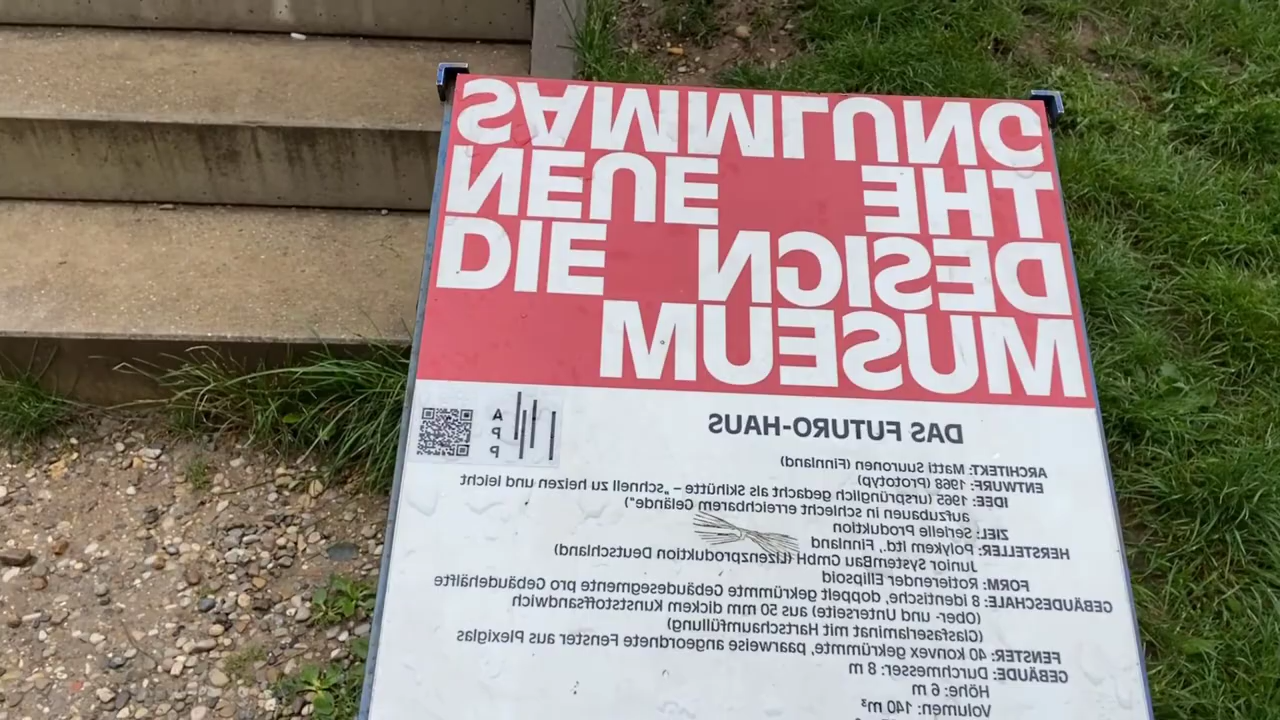 SAMMLUNG
NEUE THE
DIE DESIGN
MUSEUM
APP
DAS FUTURO-HAUS
ARCHITEKT: Matti Suuronen (Finnland)
ENTWURF: 1968 (Prototyp)
IDEE: 1965 (ursprünglich gedacht als Skihütte – „schnell zu heizen und leicht
aufzubauen in schlecht erreichbarem Gelände“)
ZIEL: Serielle Produktion
HERSTELLER: Polykem ltd., Finnland
Junior SystemBau GmbH (Lizenzproduktion Deutschland)
FORM: Rotierender Ellipsoid
GEBÄUDESCHALE: 8 identische, doppelt gekrümmte Gebäudesegmente pro Gebäudehälfte
(Ober- und Unterseite) aus 50 mm dickem Kunststoffsandwich
(Glasfaserlaminat mit Hartschaumfüllung)
FENSTER: 40 konvex gekrümmte, paarweise angeordnete Fenster aus Plexiglas
GEBÄUDE: Durchmesser: 8 m
Höhe: 6 m
Volumen: 140 m³